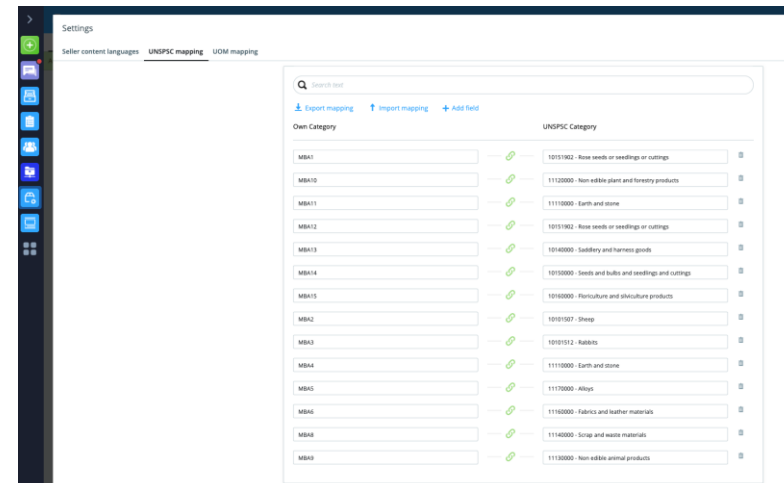 Settings
Seller content languages UNSPSC mapping UOM mapping
Search text
Export mapping Import mapping Add field
Own Category UNSPSC Category
MBA1 10151902 - Rose seeds or seedlings or cuttings
MBA10 11120000 - Non edible plant and forestry products
MBA11 11110000 - Earth and stone
MBA12 10151902 - Rose seeds or seedlings or cuttings
MBA13 10140000 - Saddlery and harness goods
MBA14 10150000 - Seeds and bulbs and seedlings and cuttings
MBA15 10160000 - Floriculture and silviculture products
MBA2 10101507 - Sheep
MBA3 10101512 - Rabbits
MBA4 11110000 - Earth and stone
MBA5 11170000 - Alloys
MBA6 11160000 - Fabrics and leather materials
MBA8 11140000 - Scrap and waste materials
MBA9 11130000 - Non edible animal products